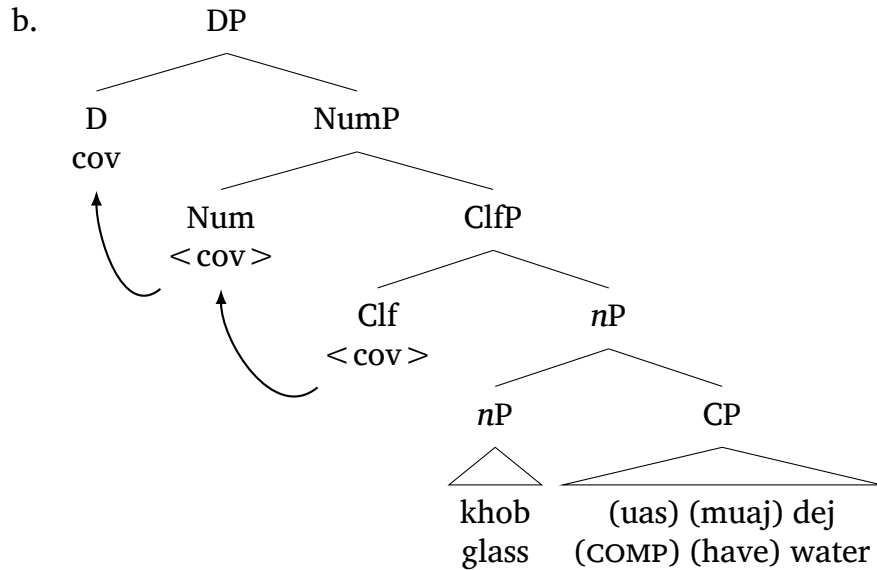 b. DP
D NumP
cov
Num ClfP
<cov>
Clf nP
<cov>
nP CP
khob (uas) (muaj) dej
glass (COMP) (have) water